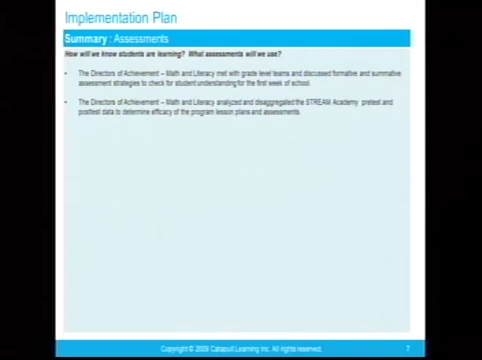 Implementation Plan
Summary : Assessments
How will we know students are learning? What assessments will we use?
• The Directors of Achievement – Math and Literacy met with grade level teams and discussed formative and summative
assessment strategies to check for student understanding for the first week of school.
• The Directors of Achievement – Math and Literacy analyzed and disaggregated the STREAM Academy pretest and
posttest data to determine efficacy of the program lesson plans and assessments.
Copyright © 2009 Catapult Learning Inc. All rights reserved.
7